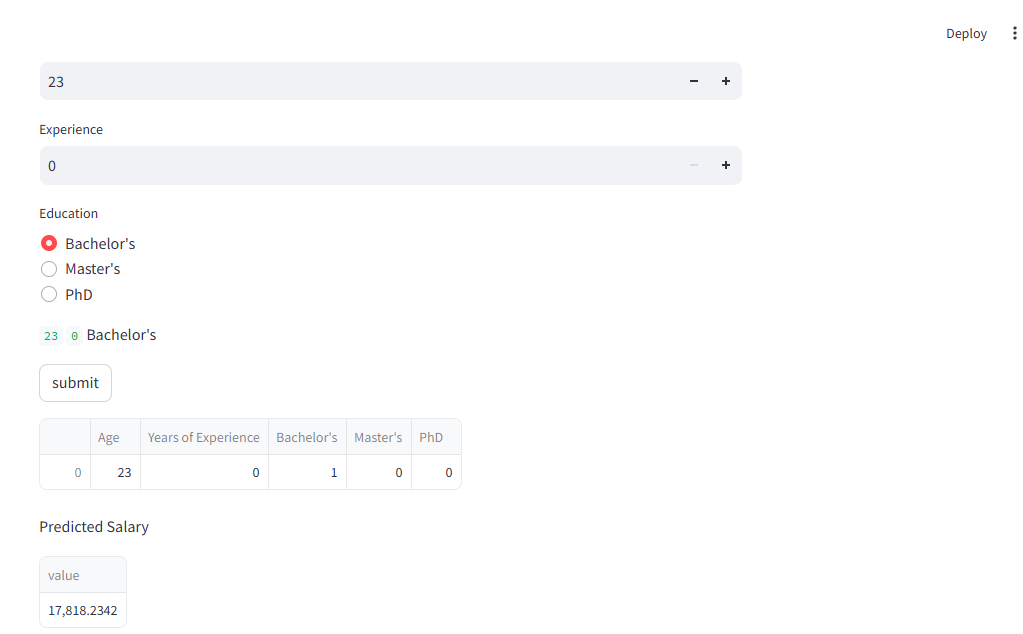 Deploy
23
Experience
0
Education
Bachelor's
Master's
PhD
23 0 Bachelor's
submit
Age Years of Experience Bachelor's Master's PhD
0 23 0 1 0 0
Predicted Salary
value
17,818.2342